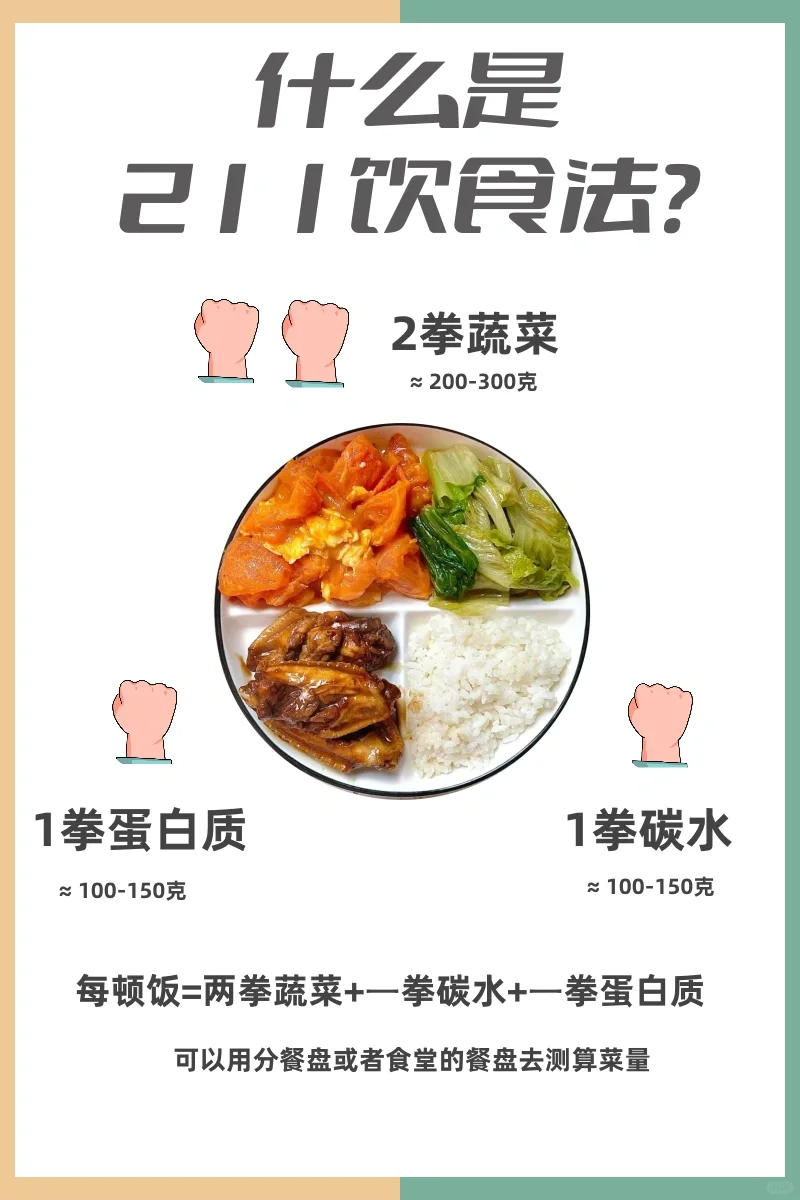 什么是
211饮食法?
2拳蔬菜
≈ 200-300克
1拳蛋白质
≈ 100-150克
1拳碳水
≈ 100-150克
每顿饭=两拳蔬菜+一拳碳水+一拳蛋白质
可以用分餐盘或者食堂的餐盘去测算菜量